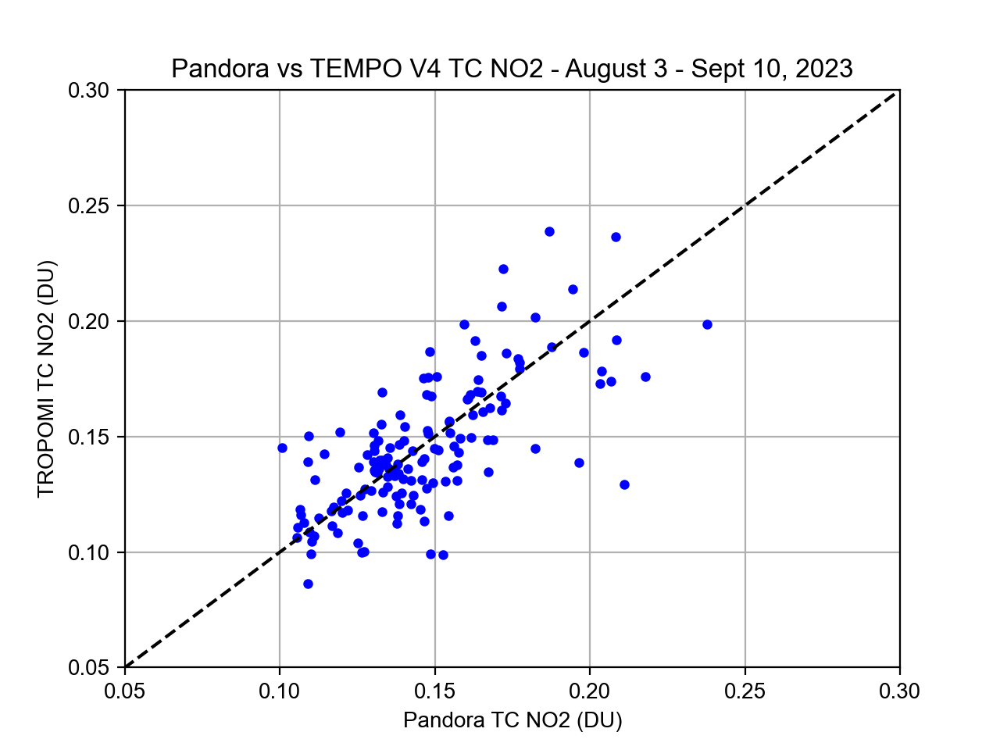 Pandora vs TEMPO V4 TC NO2 - August 3 - Sept 10, 2023
0.30
0.25
0.20
0.15
0.10
0.05
TROPOMI TC NO2 (DU)
0.05 0.10 0.15 0.20 0.25 0.30
Pandora TC NO2 (DU)